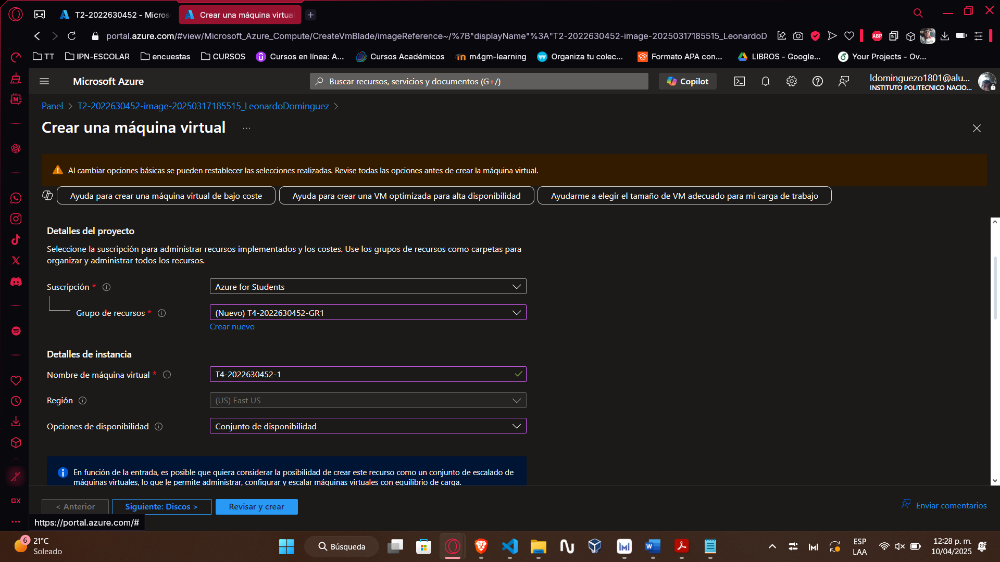 T2-2022630452 - Micros
Crear una máquina virtua
portal.azure.com/#view/Microsoft_Azure_Compute/CreateVmBlade/imageReference~/%7B"displayName"%3A"T2-2022630452-image-20250317185515_LeonardoD
ABP
TT
IPN-ESCOLAR
encuestas
CURSOS
Cursos en línea: A...
Cursos Académicos
m4gm-learning
Organiza tu colec...
Formato APA con...
LIBROS - Google...
Your Projects - Ov...
Microsoft Azure
Buscar recursos, servicios y documentos (G+/)
Copilot
ldominguezo1801@alu...
INSTITUTO POLITECNICO NACIO...
Panel > T2-2022630452-image-20250317185515_LeonardoDominguez >
Crear una máquina virtual ...
Al cambiar opciones básicas se pueden restablecer las selecciones realizadas. Revise todas las opciones antes de crear la máquina virtual.
Ayuda para crear una máquina virtual de bajo coste
Ayuda para crear una VM optimizada para alta disponibilidad
Ayudarme a elegir el tamaño de VM adecuado para mi carga de trabajo
Detalles del proyecto
Seleccione la suscripción para administrar recursos implementados y los costes. Use los grupos de recursos como carpetas para
organizar y administrar todos los recursos.
Suscripción *
Azure for Students
Grupo de recursos *
(Nuevo) T4-2022630452-GR1
Crear nuevo
Detalles de instancia
Nombre de máquina virtual *
T4-2022630452-1
Región
(US) East US
Opciones de disponibilidad
Conjunto de disponibilidad
En función de la entrada, es posible que quiera considerar la posibilidad de crear este recurso como un conjunto de escalado de
máquinas virtuales, lo que le permite administrar, configurar y escalar máquinas virtuales con equilibrio de carga.
< Anterior
Siguiente: Discos >
Revisar y crear
Enviar comentarios
GX
https://portal.azure.com/#
6
21°C
Soleado
Búsqueda
ESP
LAA
12:28 p. m.
10/04/2025